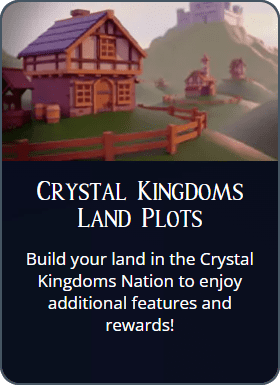 Crystal Kingdoms
Land Plots
Build your land in the Crystal
Kingdoms Nation to enjoy
additional features and
rewards!